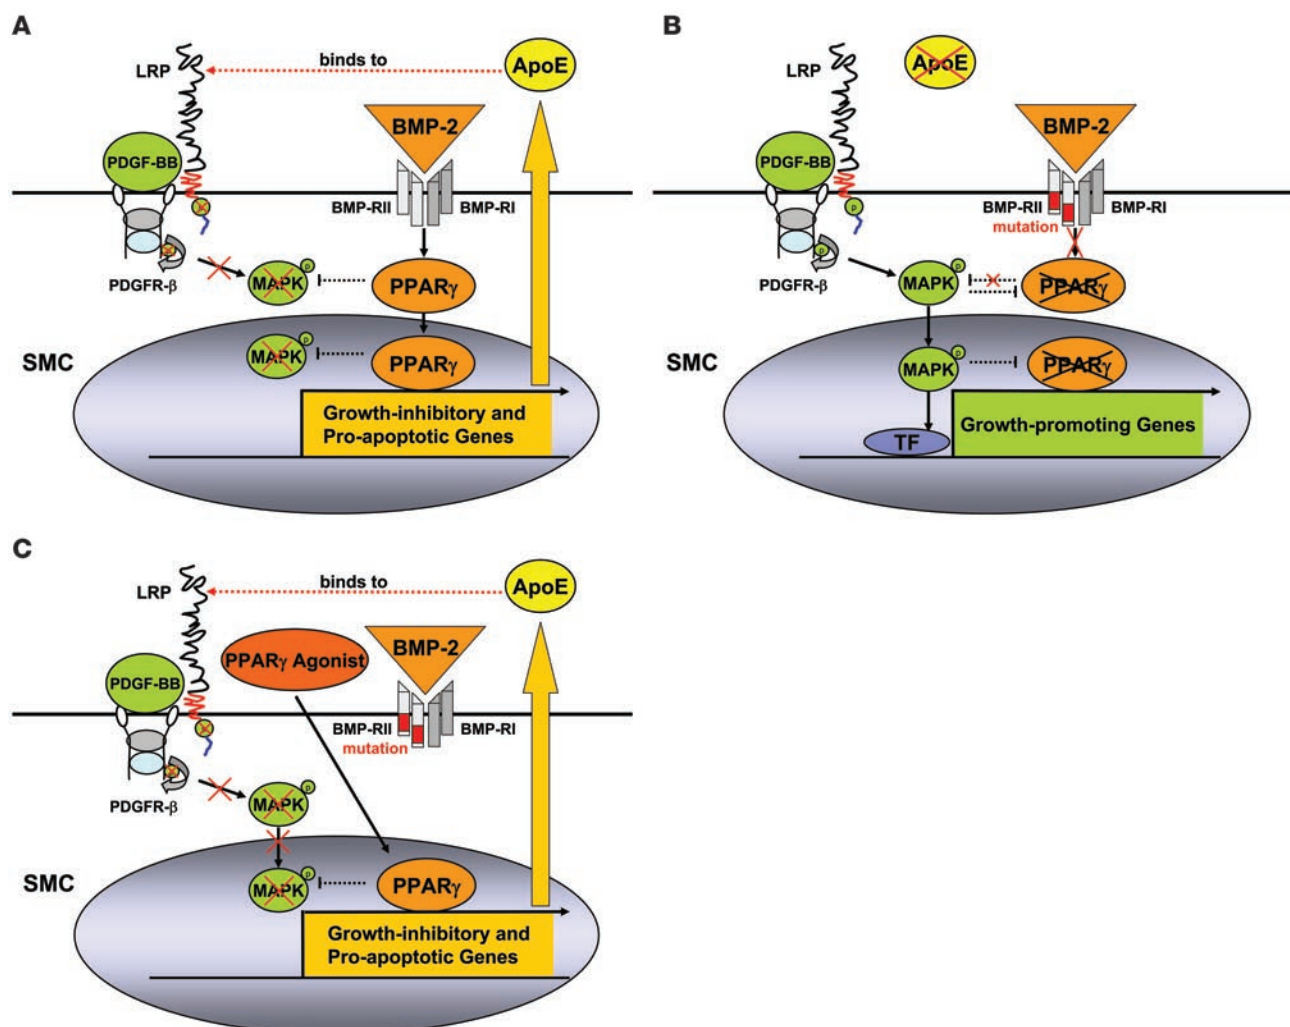 A
LRP
binds to
ApoE
BMP-2
PDGF-BB
BMP-RII
BMP-RI
p
p
PDGFR-β
MAPK
p
PPARγ
SMC
MAPK
p
PPARγ
Growth-inhibitory and
Pro-apoptotic Genes
B
LRP
ApoE
BMP-2
PDGF-BB
p
BMP-RII
mutation
BMP-RI
p
PDGFR-β
MAPK
p
PPARγ
SMC
MAPK
p
PPARγ
TF
Growth-promoting Genes
C
LRP
binds to
ApoE
PPARγ Agonist
BMP-2
PDGF-BB
BMP-RII
mutation
BMP-RI
p
p
PDGFR-β
MAPK
p
SMC
MAPK
p
PPARγ
Growth-inhibitory and
Pro-apoptotic Genes